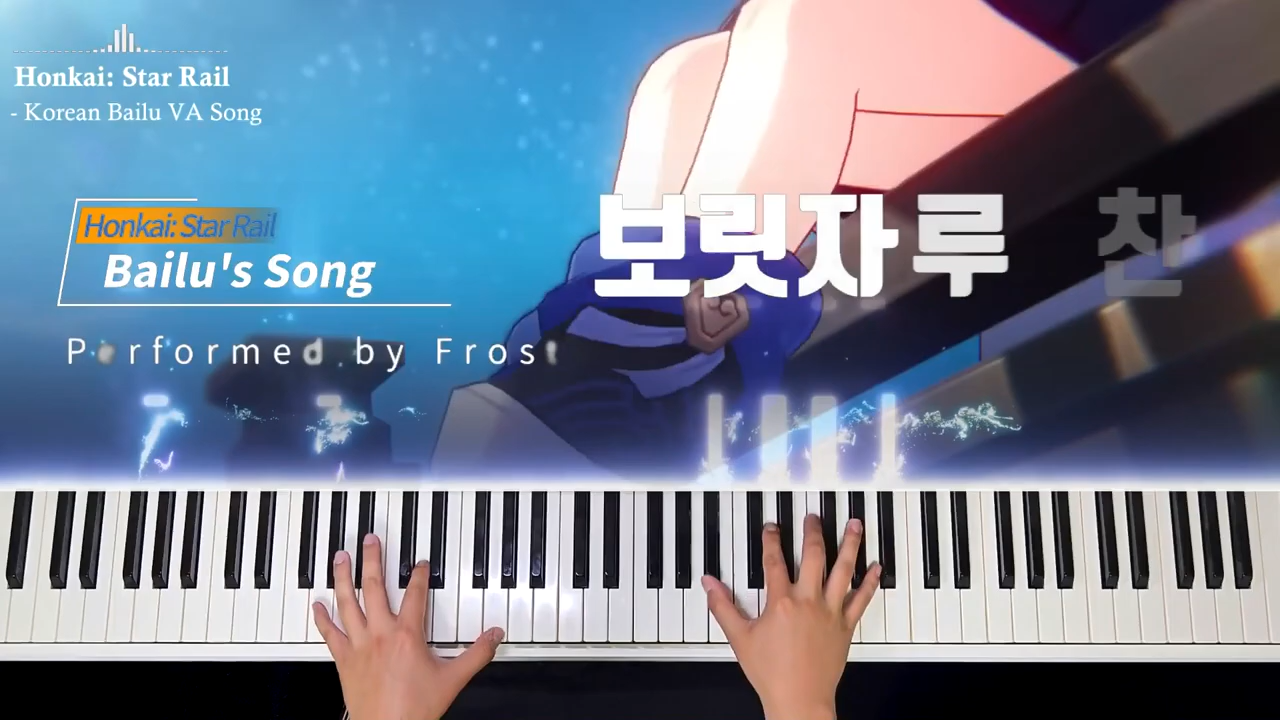 Honkai: Star Rail
- Korean Bailu VA Song
Honkai: Star Rail
Bailu's Song
Performed by Frost
보릿자루 찬